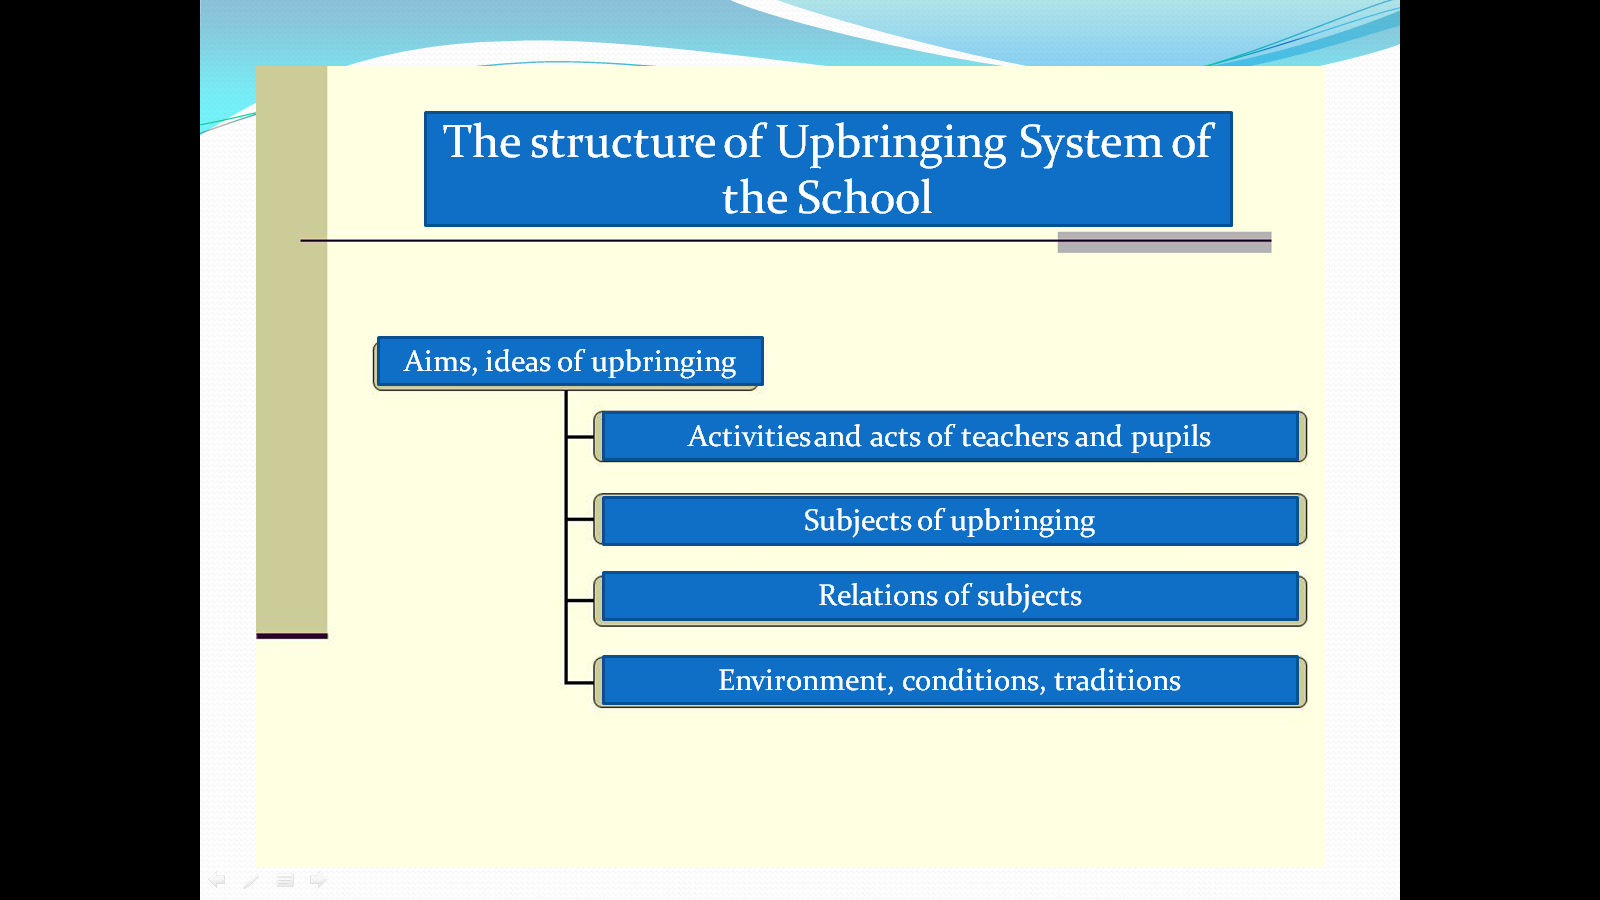 The structure of Upbringing System of
the School
Aims, ideas of upbringing
Activities and acts of teachers and pupils
Subjects of upbringing
Relations of subjects
Environment, conditions, traditions